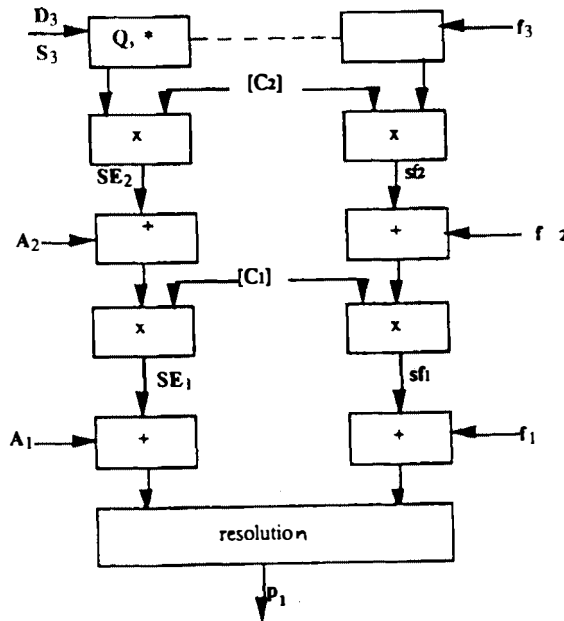 D₃
S₃
Q, *
f₃
[C₂]
x
x
SE₂
sf₂
A₂
+
+
f 2
[C₁]
x
x
SE₁
sf₁
A₁
+
+
f₁
resolution
p₁